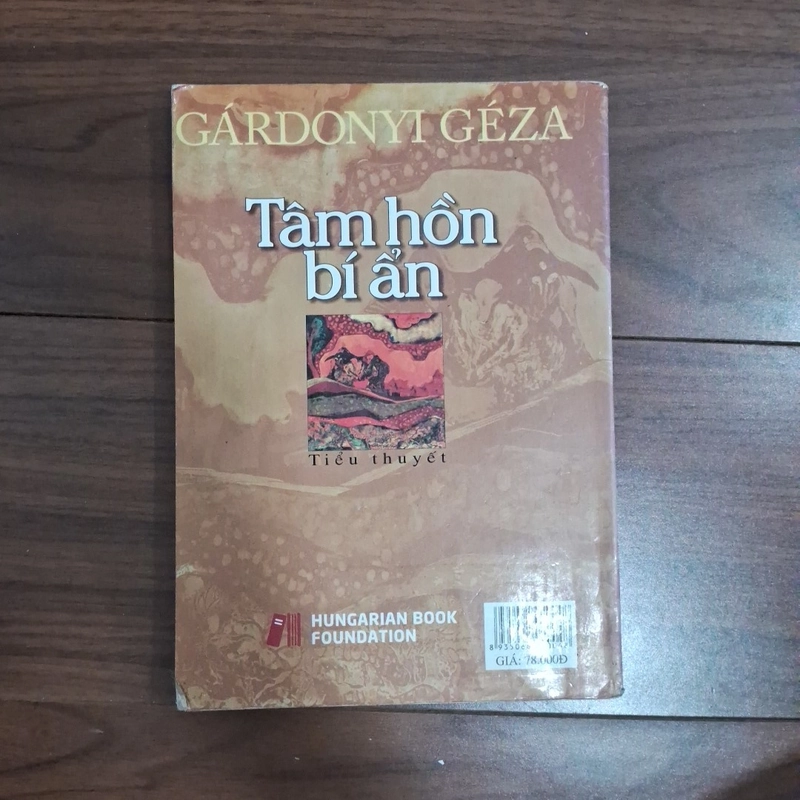 GÁRDONYI GÉZA
Tâm hồn
bí ẩn
Tiểu thuyết
HUNGARIAN BOOK
FOUNDATION
GIÁ: 78.000Đ